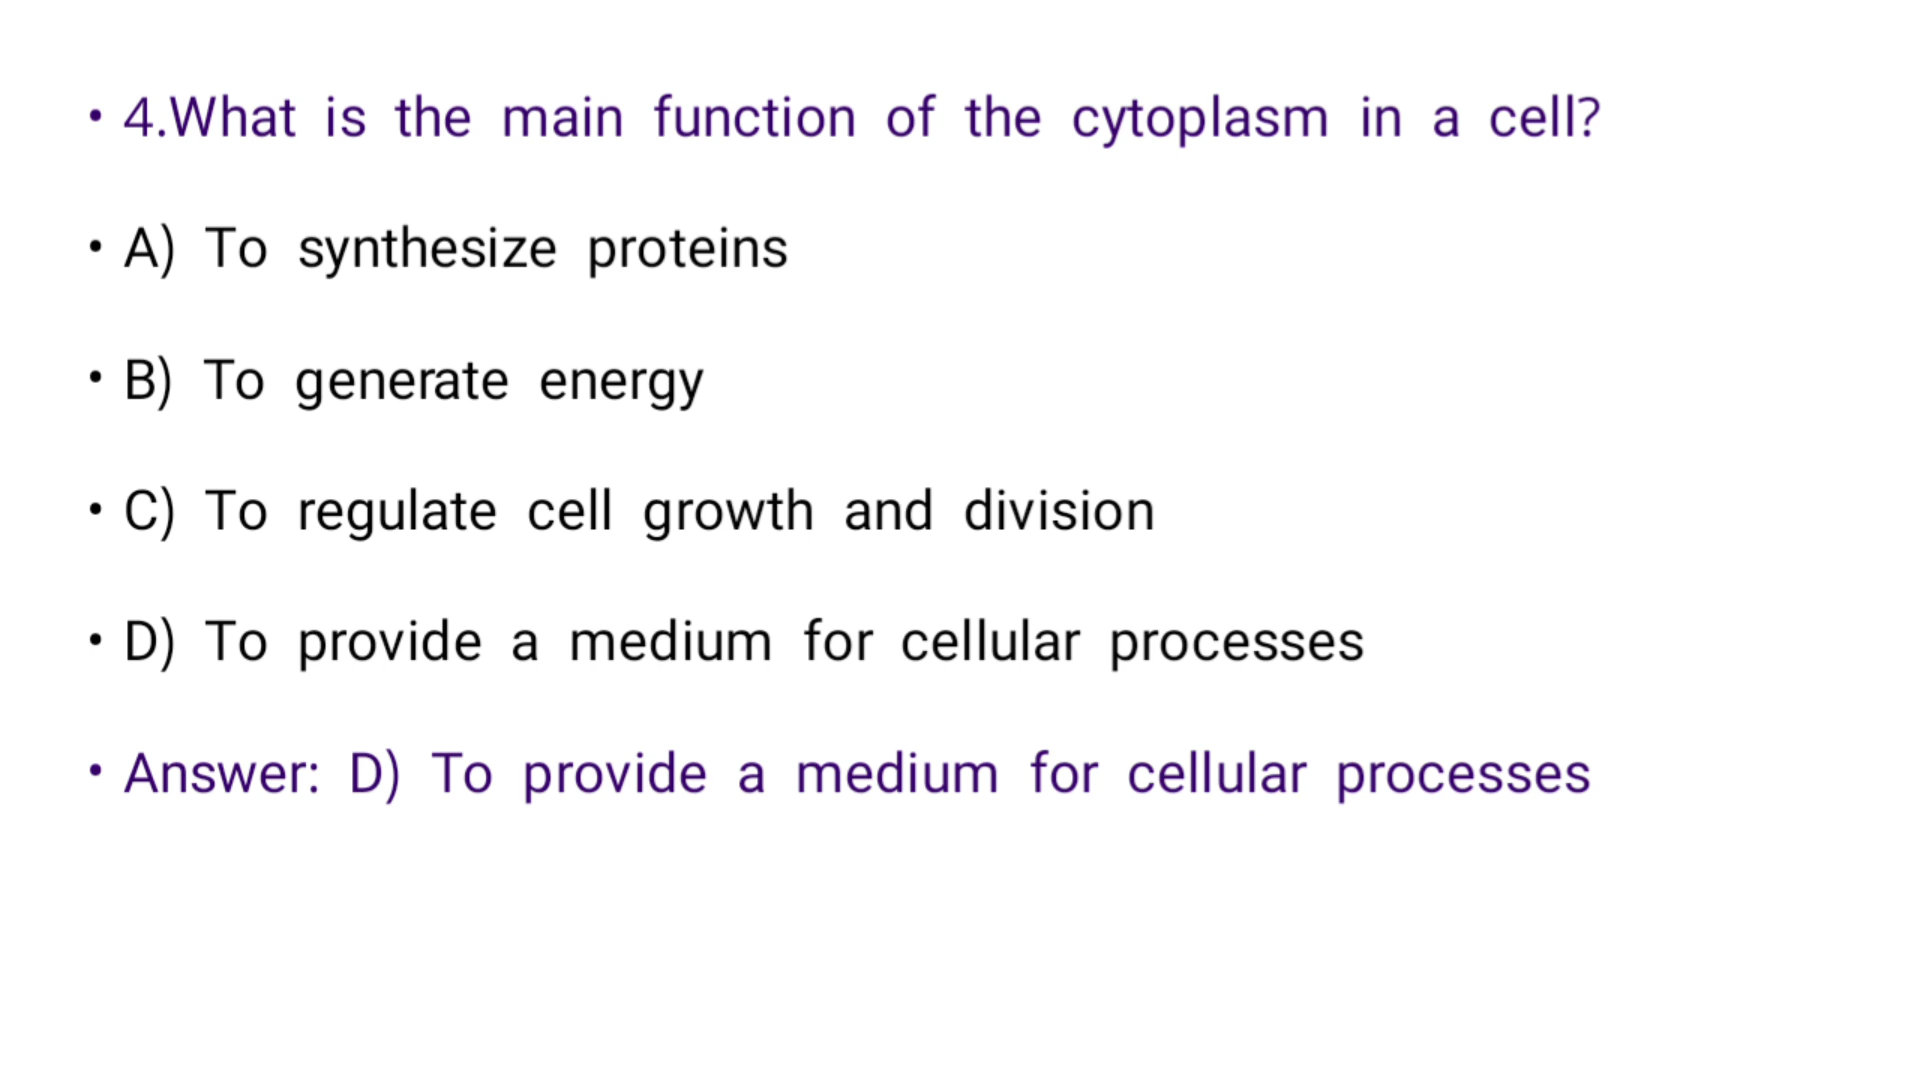 • 4.What is the main function of the cytoplasm in a cell?
• A) To synthesize proteins
• B) To generate energy
• C) To regulate cell growth and division
• D) To provide a medium for cellular processes
• Answer: D) To provide a medium for cellular processes